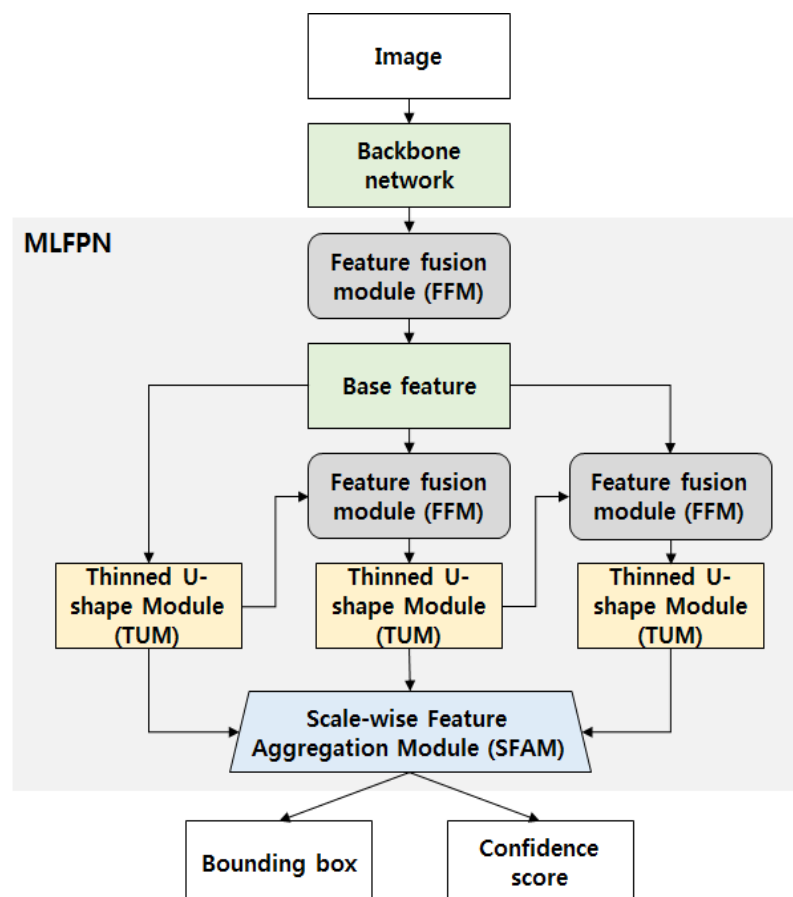 Image
Backbone
network
MLFPN
Feature fusion
module (FFM)
Base feature
Feature fusion
module (FFM)
Feature fusion
module (FFM)
Thinned U-
shape Module
(TUM)
Thinned U-
shape Module
(TUM)
Thinned U-
shape Module
(TUM)
Scale-wise Feature
Aggregation Module (SFAM)
Bounding box
Confidence
score